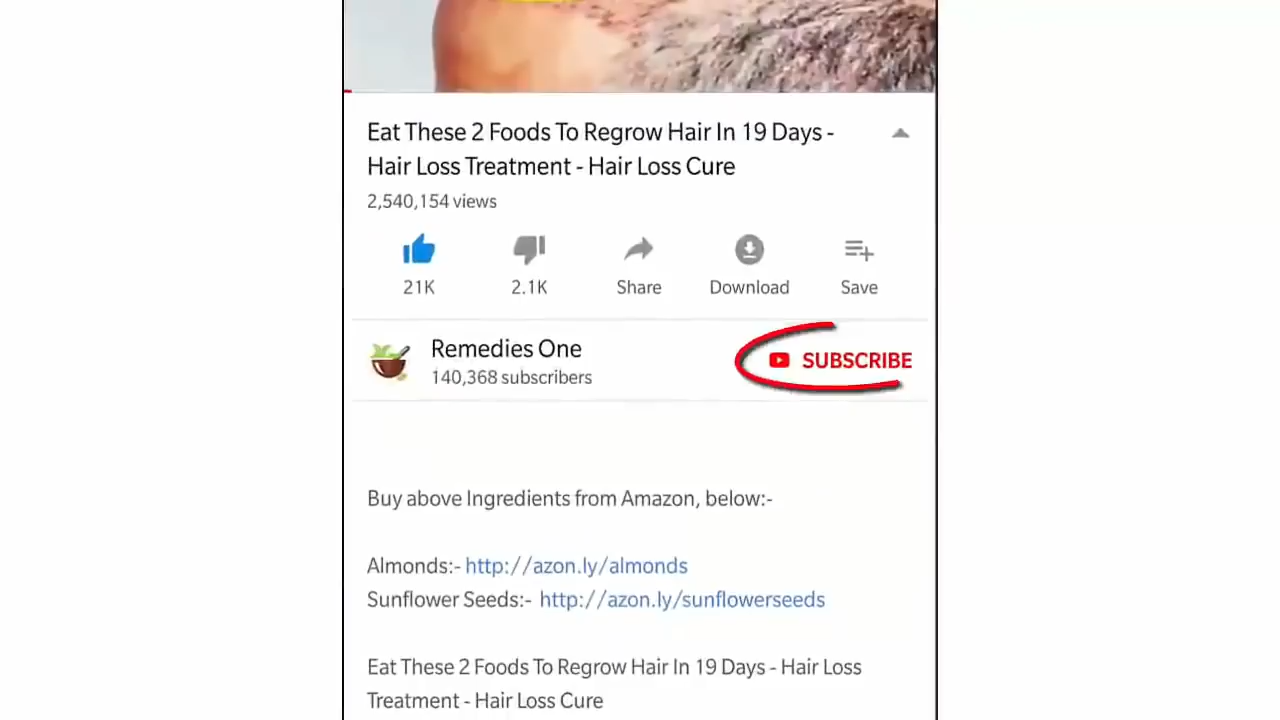 Eat These 2 Foods To Regrow Hair In 19 Days -
Hair Loss Treatment - Hair Loss Cure
2,540,154 views
21K
2.1K
Share
Download
Save
Remedies One
140,368 subscribers
SUBSCRIBE
Buy above Ingredients from Amazon, below:-
Almonds:- http://azon.ly/almonds
Sunflower Seeds:- http://azon.ly/sunflowerseeds
Eat These 2 Foods To Regrow Hair In 19 Days - Hair Loss
Treatment - Hair Loss Cure